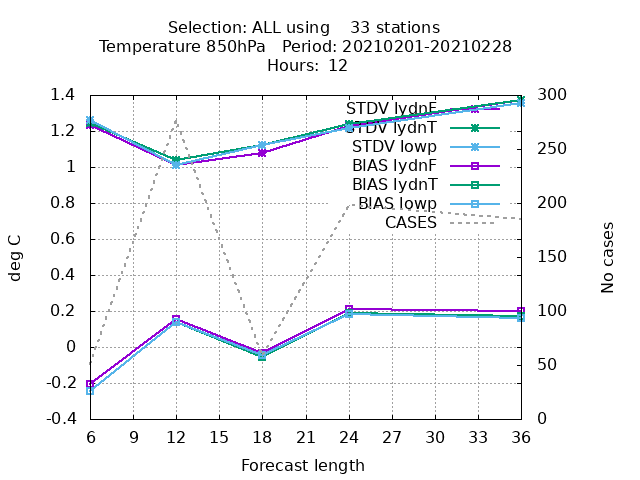 Selection: ALL using    33 stations
Temperature 850hPa   Period: 20210201-20210228
Hours:  12
1.4
1.2
1
0.8
0.6
0.4
0.2
0
-0.2
-0.4
deg C
300
250
200
150
100
50
0
No cases
STDV lydnF
STDV lydnT
STDV lowp
BIAS lydnF
BIAS lydnT
BIAS lowp
CASES
6 9 12 15 18 21 24 27 30 33 36
Forecast length